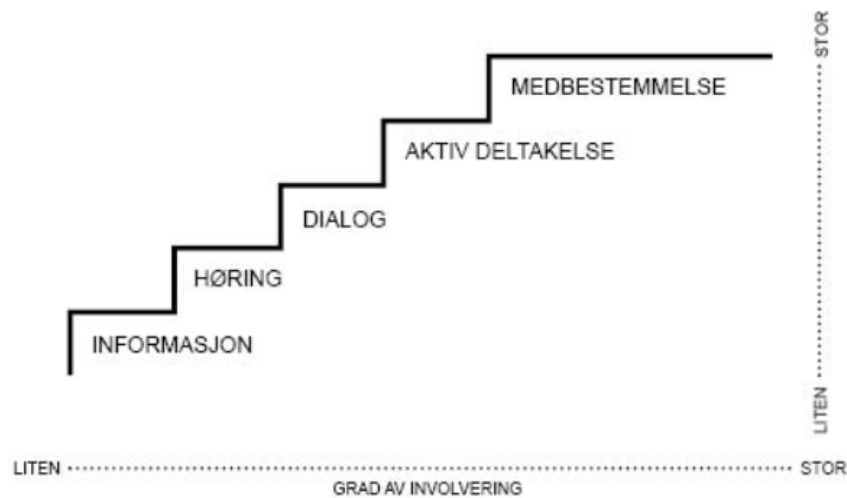 STOR
MEDBESTEMMELSE
AKTIV DELTAKELSE
DIALOG
HØRING
INFORMASJON
LITEN
LITEN STOR
GRAD AV INVOLVERING